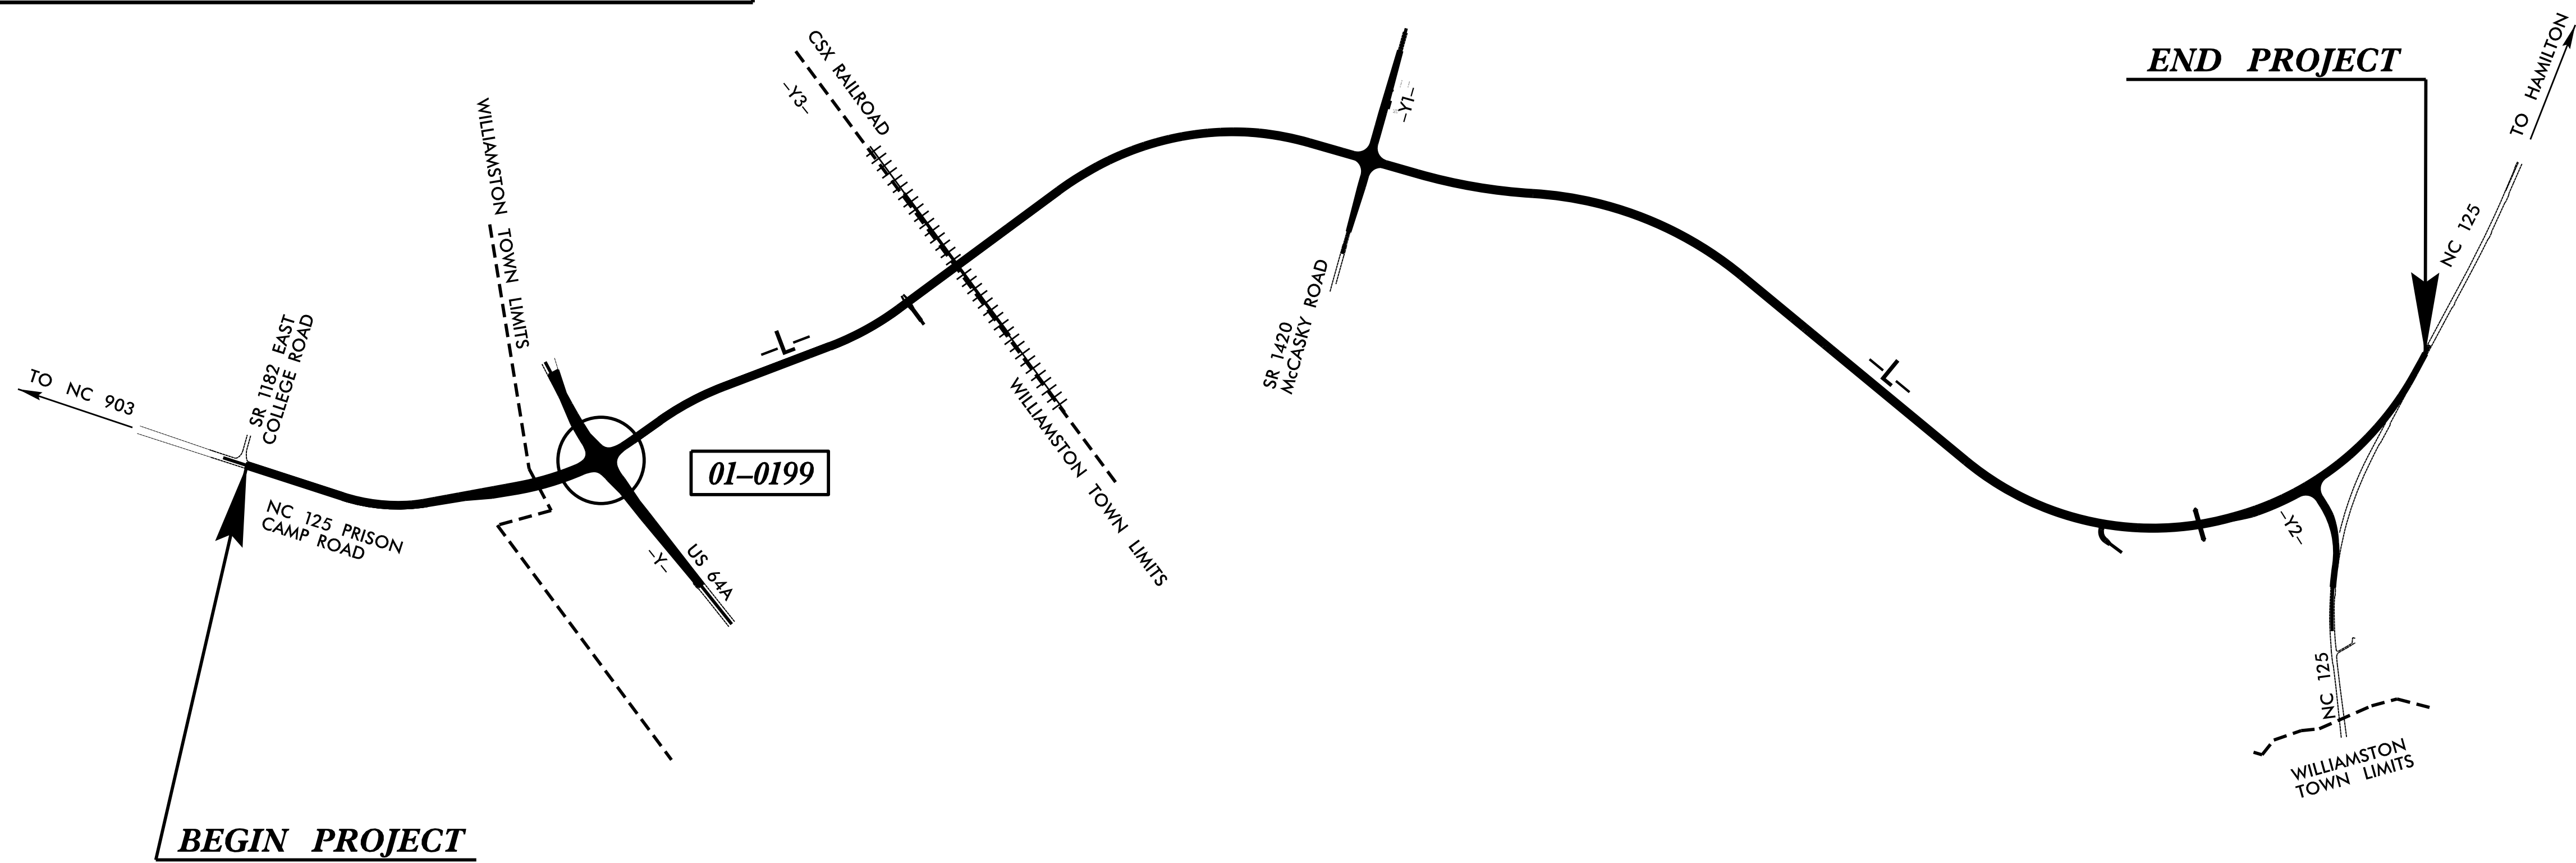 TO NC 903
SR 1182 EAST
COLLEGE ROAD
NC 125 PRISON
CAMP ROAD
BEGIN PROJECT
WILLIAMSTON TOWN LIMITS
-Y-
US 64A
01-0199
-L-
CSX RAILROAD
-Y3-
WILLIAMSTON TOWN LIMITS
-Y1-
SR 1420
McCASKY ROAD
-L-
END PROJECT
TO HAMILTON
NC 125
-Y2-
NC 125
WILLIAMSTON
TOWN LIMITS